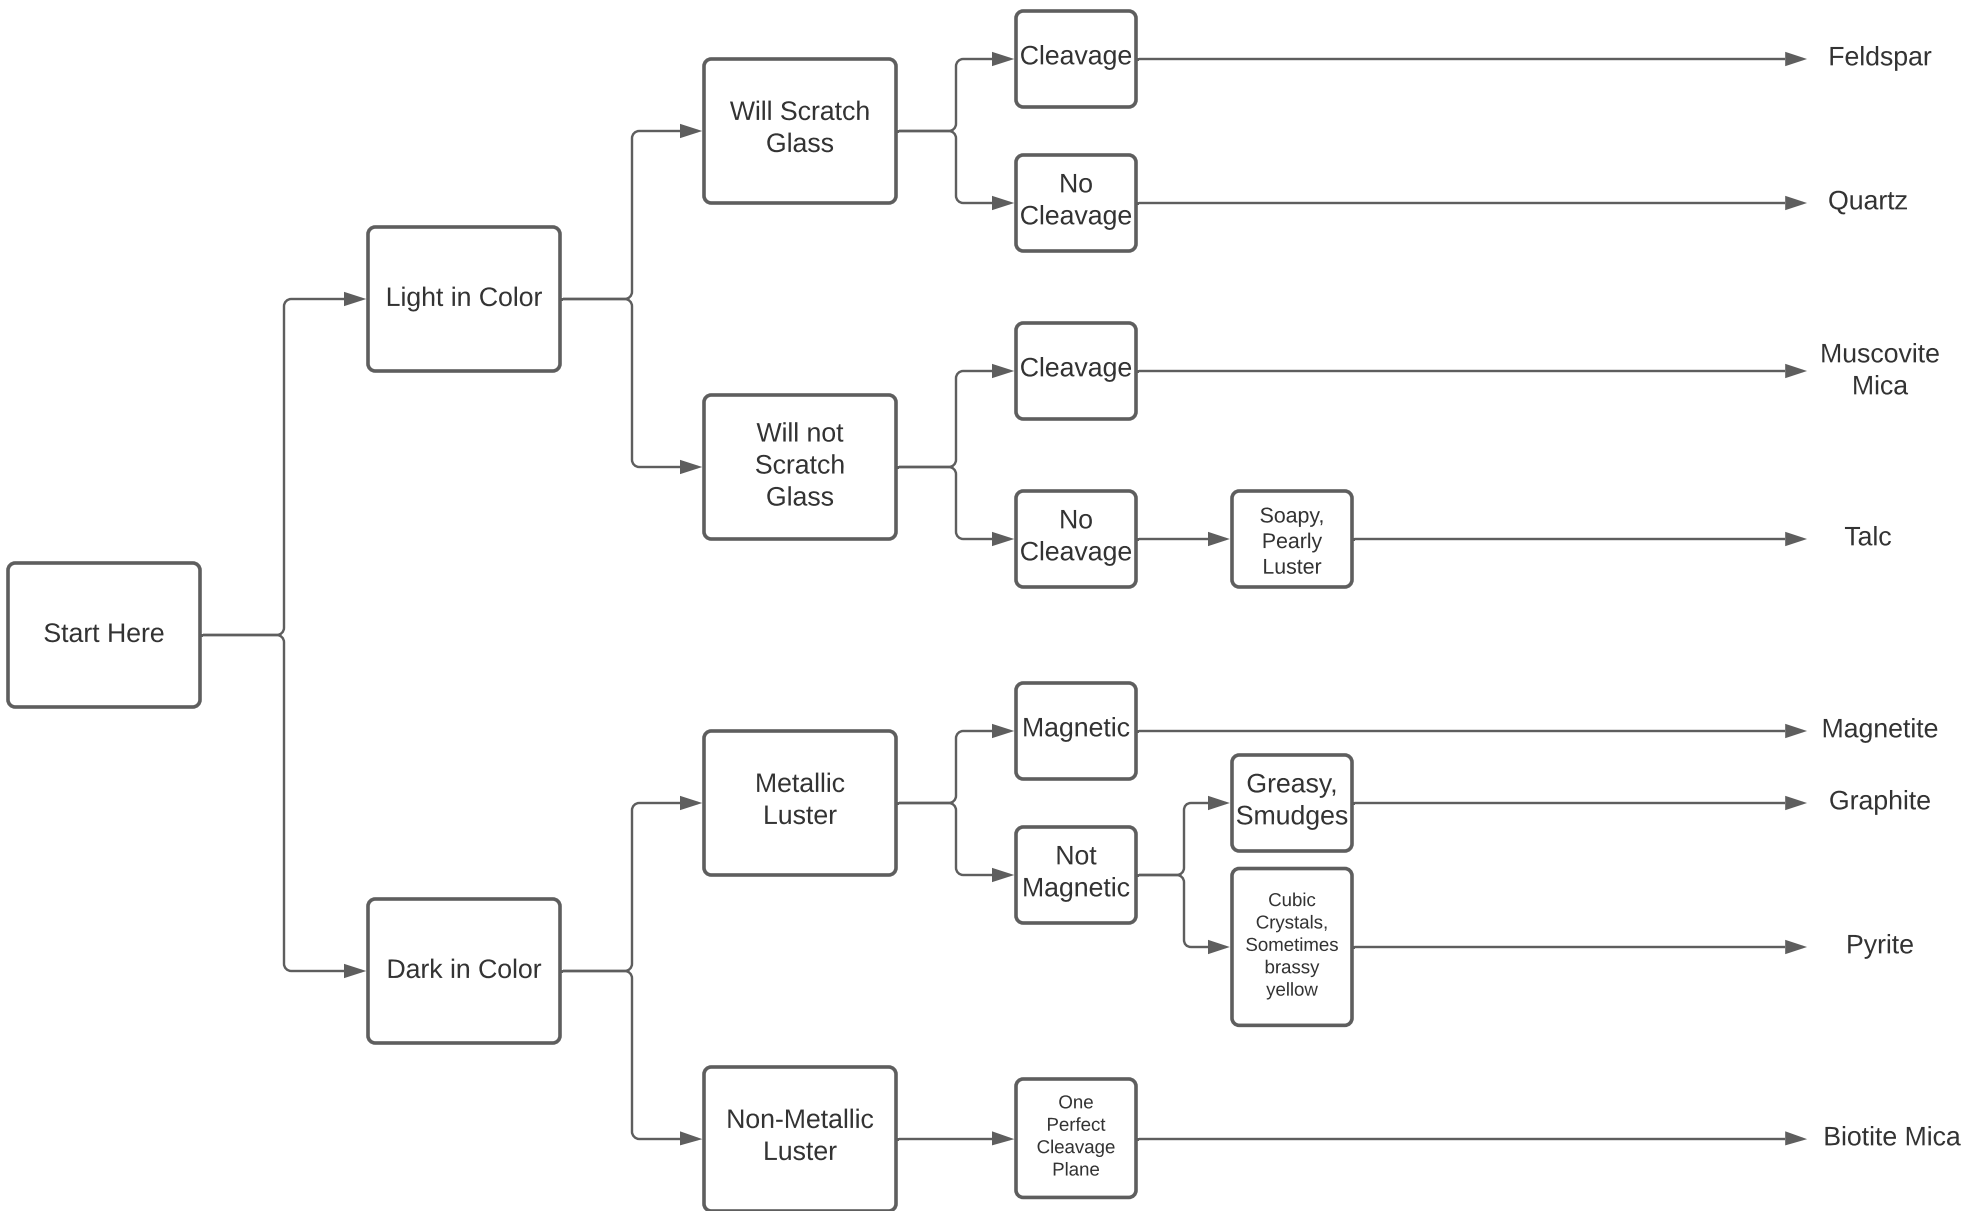 Start Here
Light in Color
Dark in Color
Will Scratch
Glass
Will not
Scratch
Glass
Metallic
Luster
Non-Metallic
Luster
Cleavage
No
Cleavage
Cleavage
No
Cleavage
Magnetic
Not
Magnetic
One
Perfect
Cleavage
Plane
Soapy,
Pearly
Luster
Greasy,
Smudges
Cubic
Crystals,
Sometimes
brassy
yellow
Feldspar
Quartz
Muscovite
Mica
Talc
Magnetite
Graphite
Pyrite
Biotite Mica